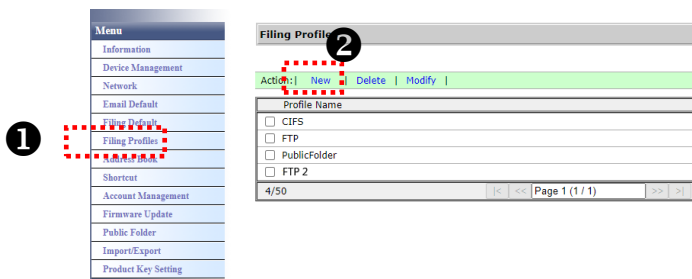 Menu
Information
Device Management
Network
Email Default
Filing Default
Filing Profiles
Address Book
Shortcut
Account Management
Firmware Update
Public Folder
Import/Export
Product Key Setting
1
Filing Profile
2
Action:| New | Delete | Modify |
Profile Name
CIFS
FTP
PublicFolder
FTP 2
4/50 |< << Page 1 (1 / 1) >> >|